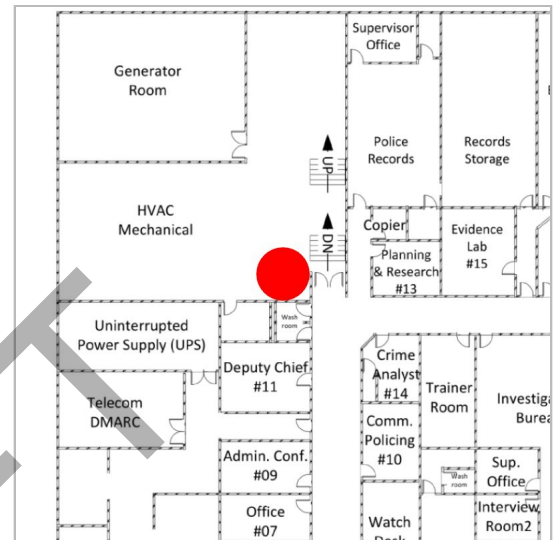 Supervisor
Office
Generator
Room
Police
Records
Records
Storage
UP
HVAC
Mechanical
DN
Copier
Evidence
Lab
#15
Planning
& Research
#13
Wash
room
Uninterrupted
Power Supply (UPS)
Deputy Chief
#11
Crime
Analyst
#14
Trainer
Room
Investiga
Burea
Telecom
DMARC
Comm.
Policing
#10
Admin. Conf.
#09
Sup.
Office
Wash
room
Office
#07
Interview
Room2
Watch